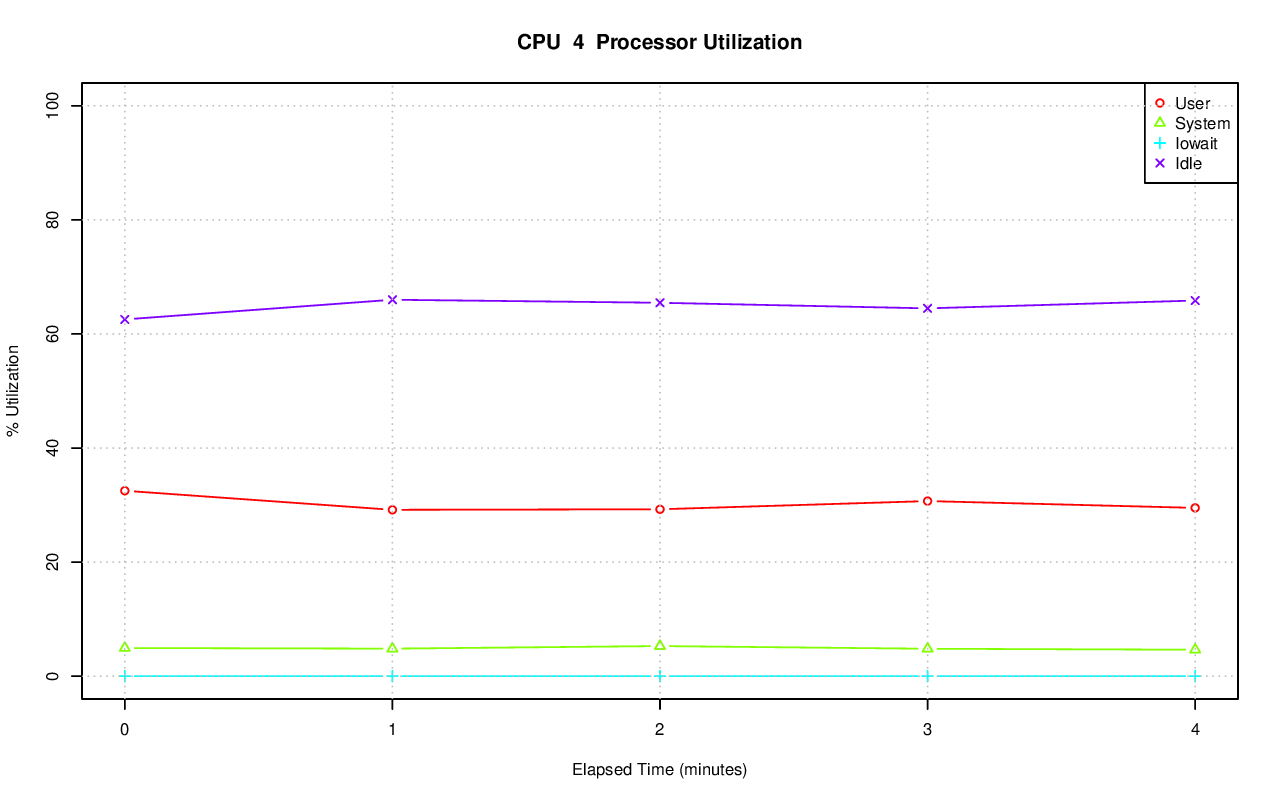 CPU  4  Processor Utilization
User
System
Iowait
Idle
% Utilization
100
80
60
40
20
0
0 1 2 3 4
Elapsed Time (minutes)